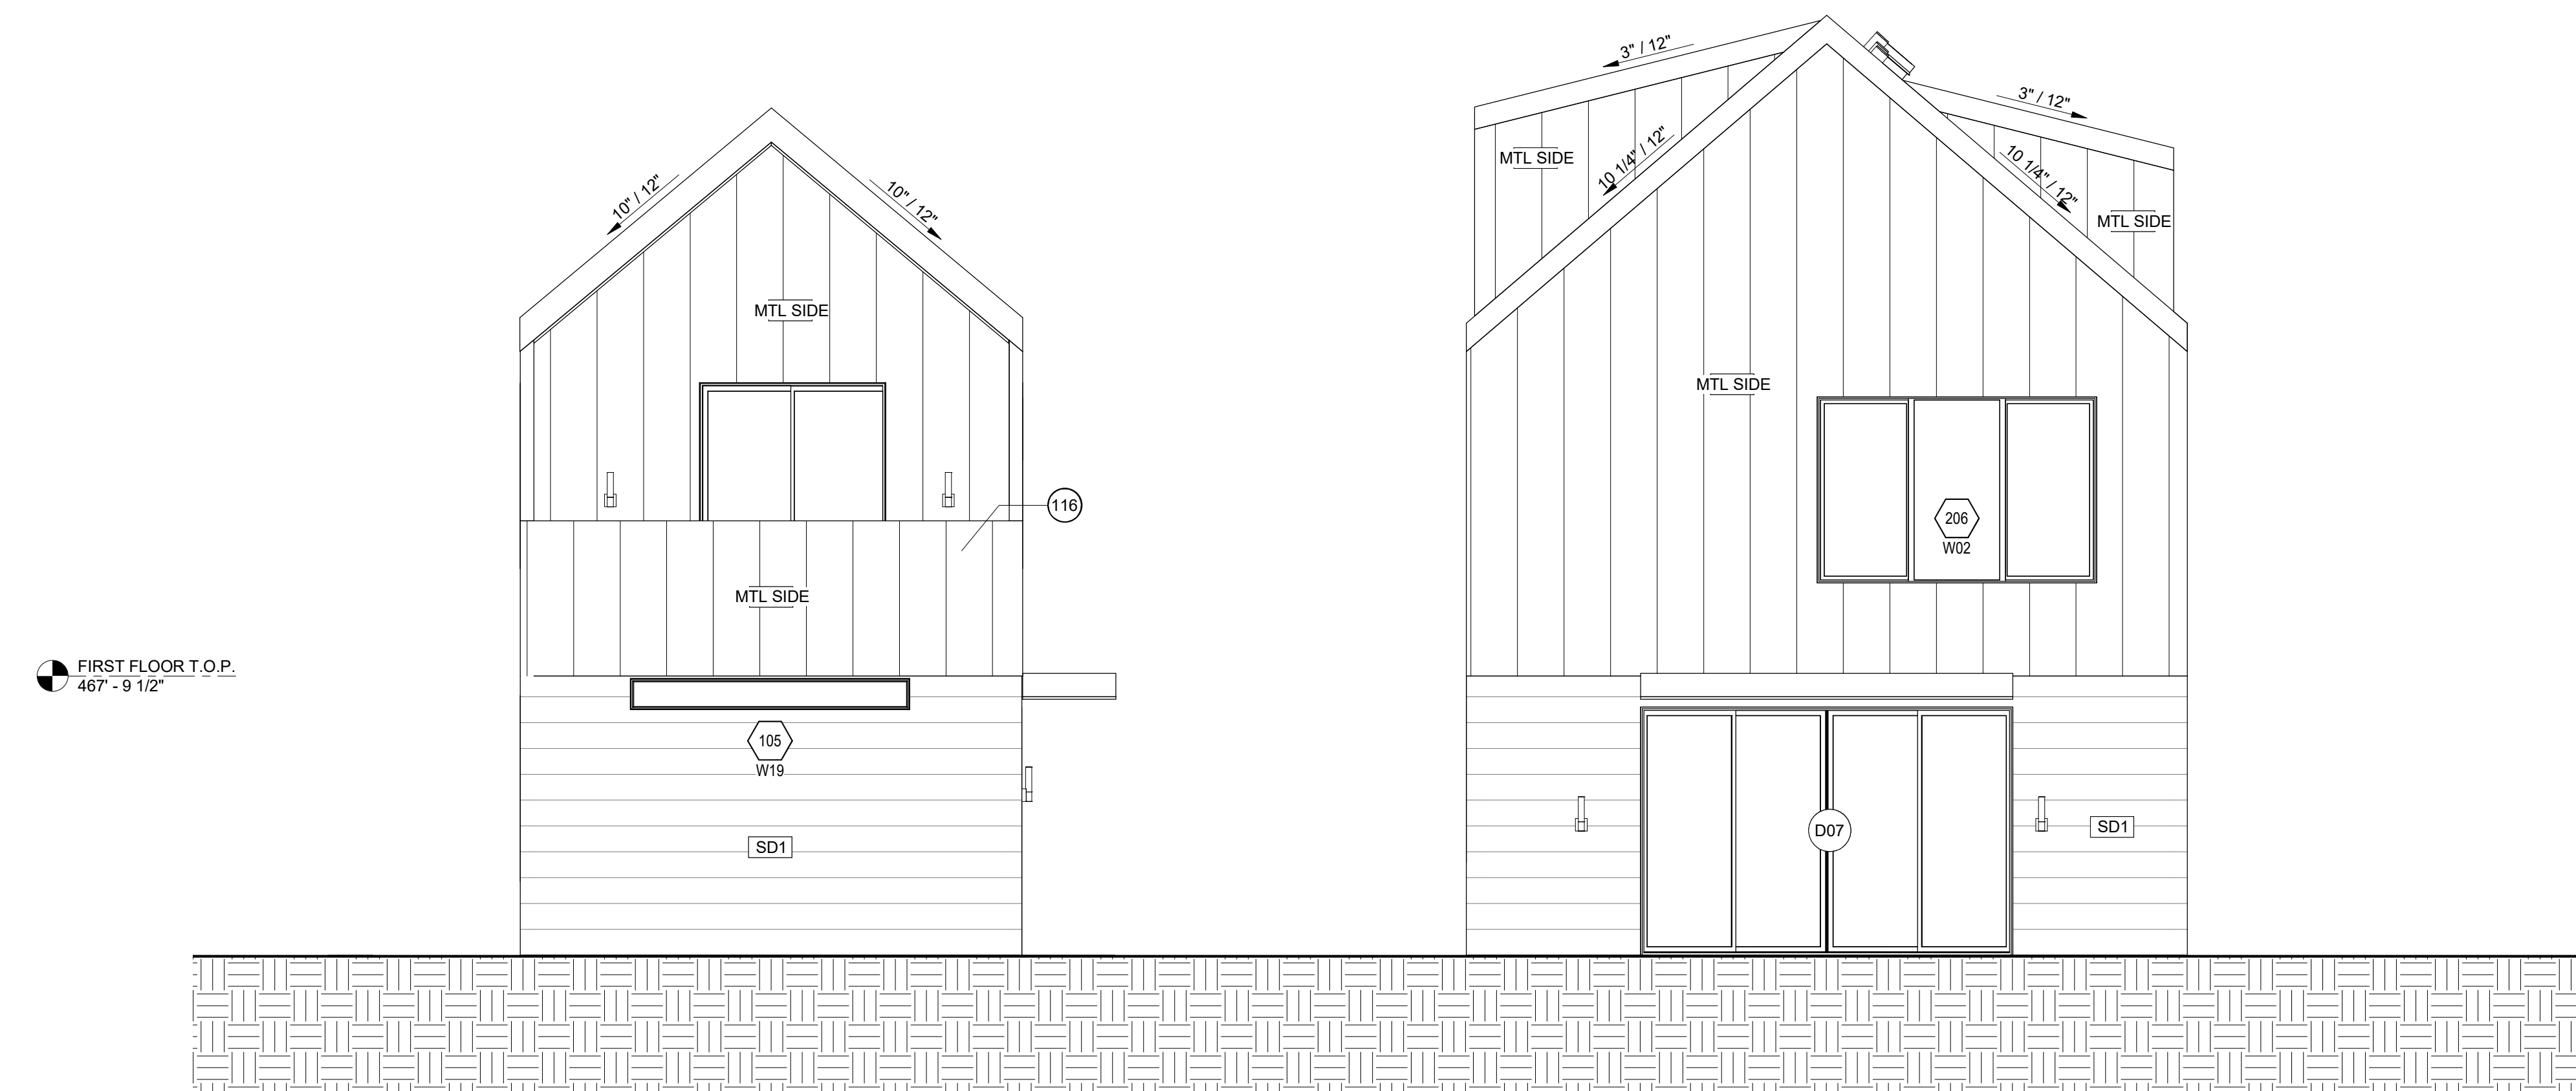 3" / 12"
3" / 12"
10 1/4" / 12"
10 1/4" / 12"
MTL SIDE
MTL SIDE
10" / 12"
10" / 12"
MTL SIDE
MTL SIDE
116
206
W02
MTL SIDE
FIRST FLOOR T.O.P.
467' - 9 1/2"
105
W19
SD1
D07
SD1